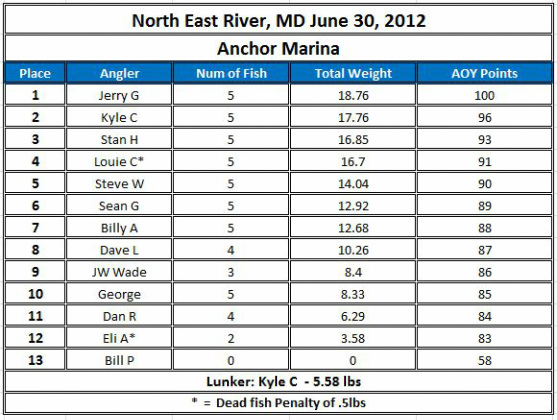 North East River, MD June 30, 2012
Anchor Marina
Place Angler Num of Fish Total Weight AOY Points
1 Jerry G 5 18.76 100
2 Kyle C 5 17.76 96
3 Stan H 5 16.85 93
4 Louie C* 5 16.7 91
5 Steve W 5 14.04 90
6 Sean G 5 12.92 89
7 Billy A 5 12.68 88
8 Dave L 4 10.26 87
9 JW Wade 3 8.4 86
10 George 5 8.33 85
11 Dan R 4 6.29 84
12 Eli A* 2 3.58 83
13 Bill P 0 0 58
Lunker: Kyle C - 5.58 lbs
* = Dead fish Penalty of .5lbs